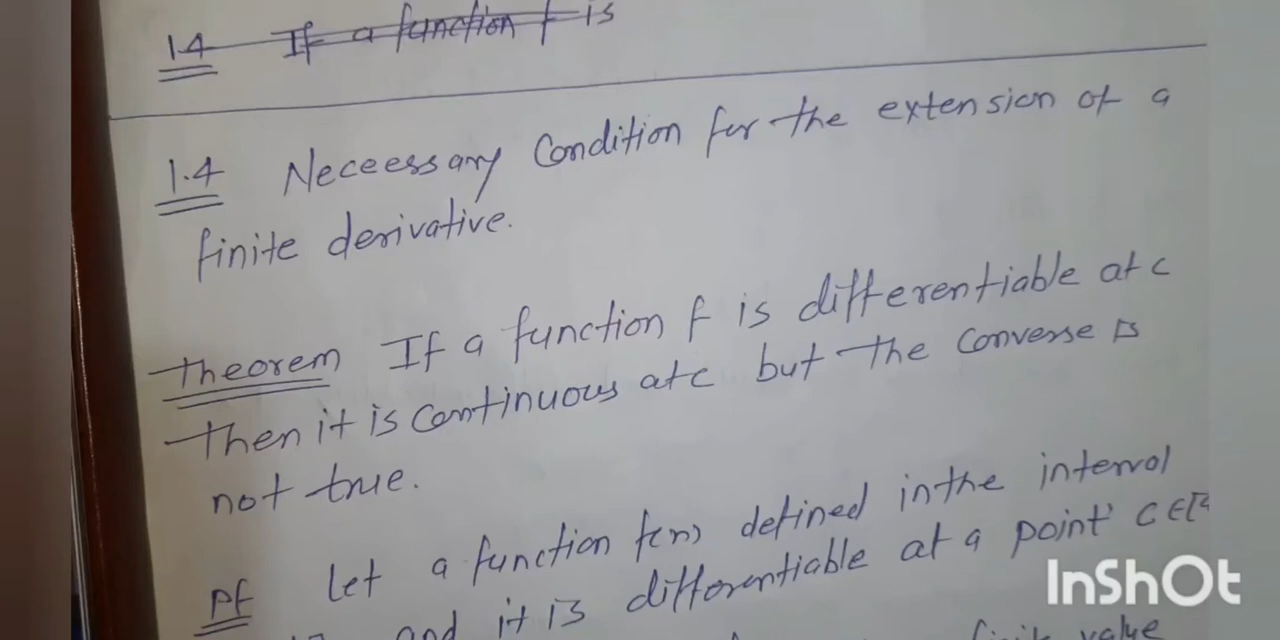 1.4 If a function f is
1.4 Neceessary Condition for the extension of a
finite derivative.
Theorem If a function f is differentiable at c
Then it is continuous at c but the converse is
not true.
Pf Let a function f(x) defined in the interval
and it is differentiable at a point c ∈ [
finite value
InShOt